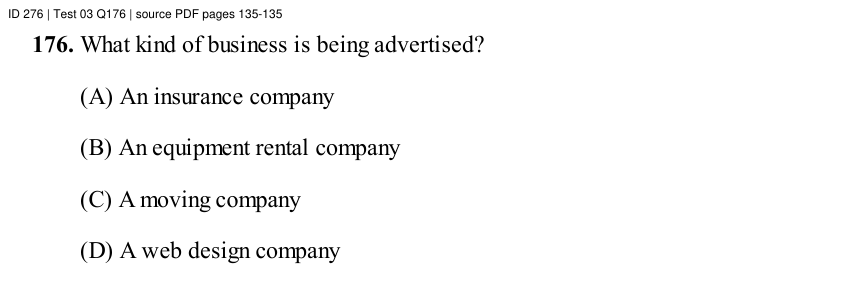 ID 276 | Test 03 Q176 | source PDF pages 135-135
176. What kind of business is being advertised?
(A) An insurance company
(B) An equipment rental company
(C) A moving company
(D) A web design company